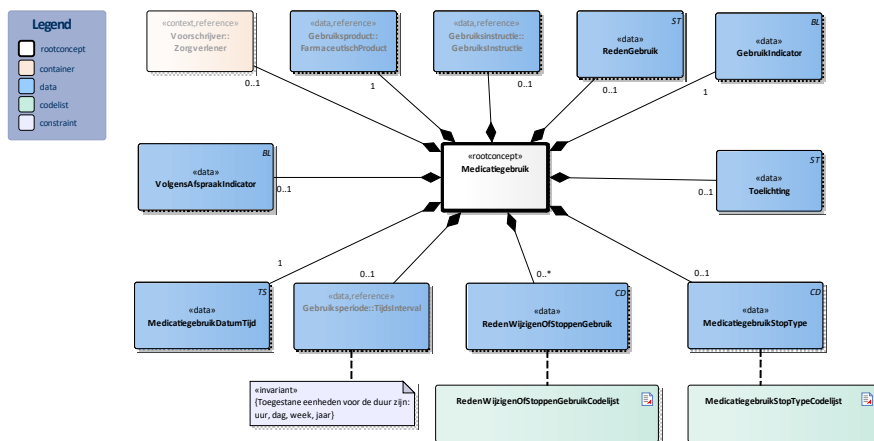 Legend
rootconcept
container
data
codelist
constraint
«context,reference»
Voorschrijver::
Zorgverlener
0..1
«data,reference»
Gebruiksproduct::
FarmaceutischProduct
1
«data,reference»
Gebruiksinstructie::
GebruiksInstructie
0..1
ST
«data»
RedenGebruik
0..1
BL
«data»
GebruikIndicator
1
BL
«data»
VolgensAfspraakIndicator
0..1
«rootconcept»
Medicatiegebruik
ST
«data»
Toelichting
0..1
1
TS
«data»
MedicatiegebruikDatumTijd
0..1
«data,reference»
Gebruiksperiode::TijdsInterval
0..*
CD
«data»
RedenWijzigenOfStoppenGebruik
0..1
CD
«data»
MedicatiegebruikStopType
«invariant»
{Toegestane eenheden voor de duur zijn:
uur, dag, week, jaar}
RedenWijzigenOfStoppenGebruikCodelijst
MedicatiegebruikStopTypeCodelijst